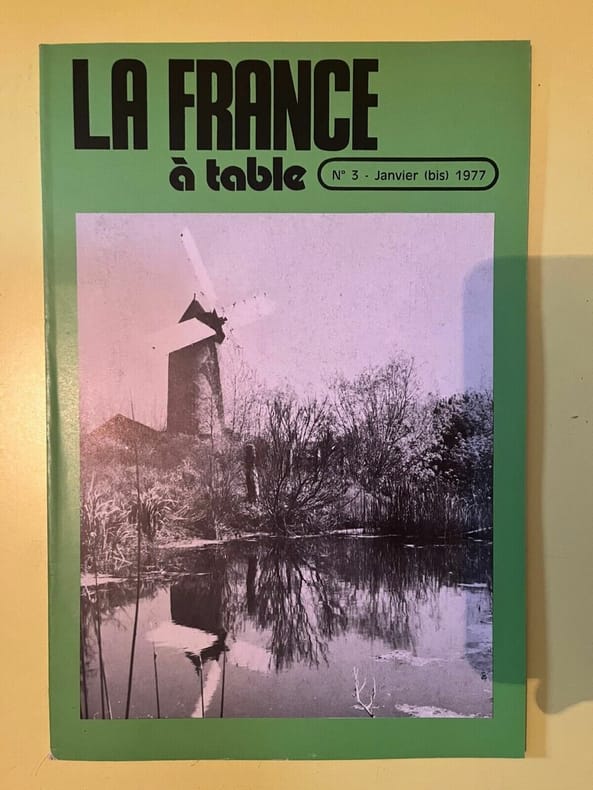 LA FRANCE
à table
N° 3 - Janvier (bis) 1977